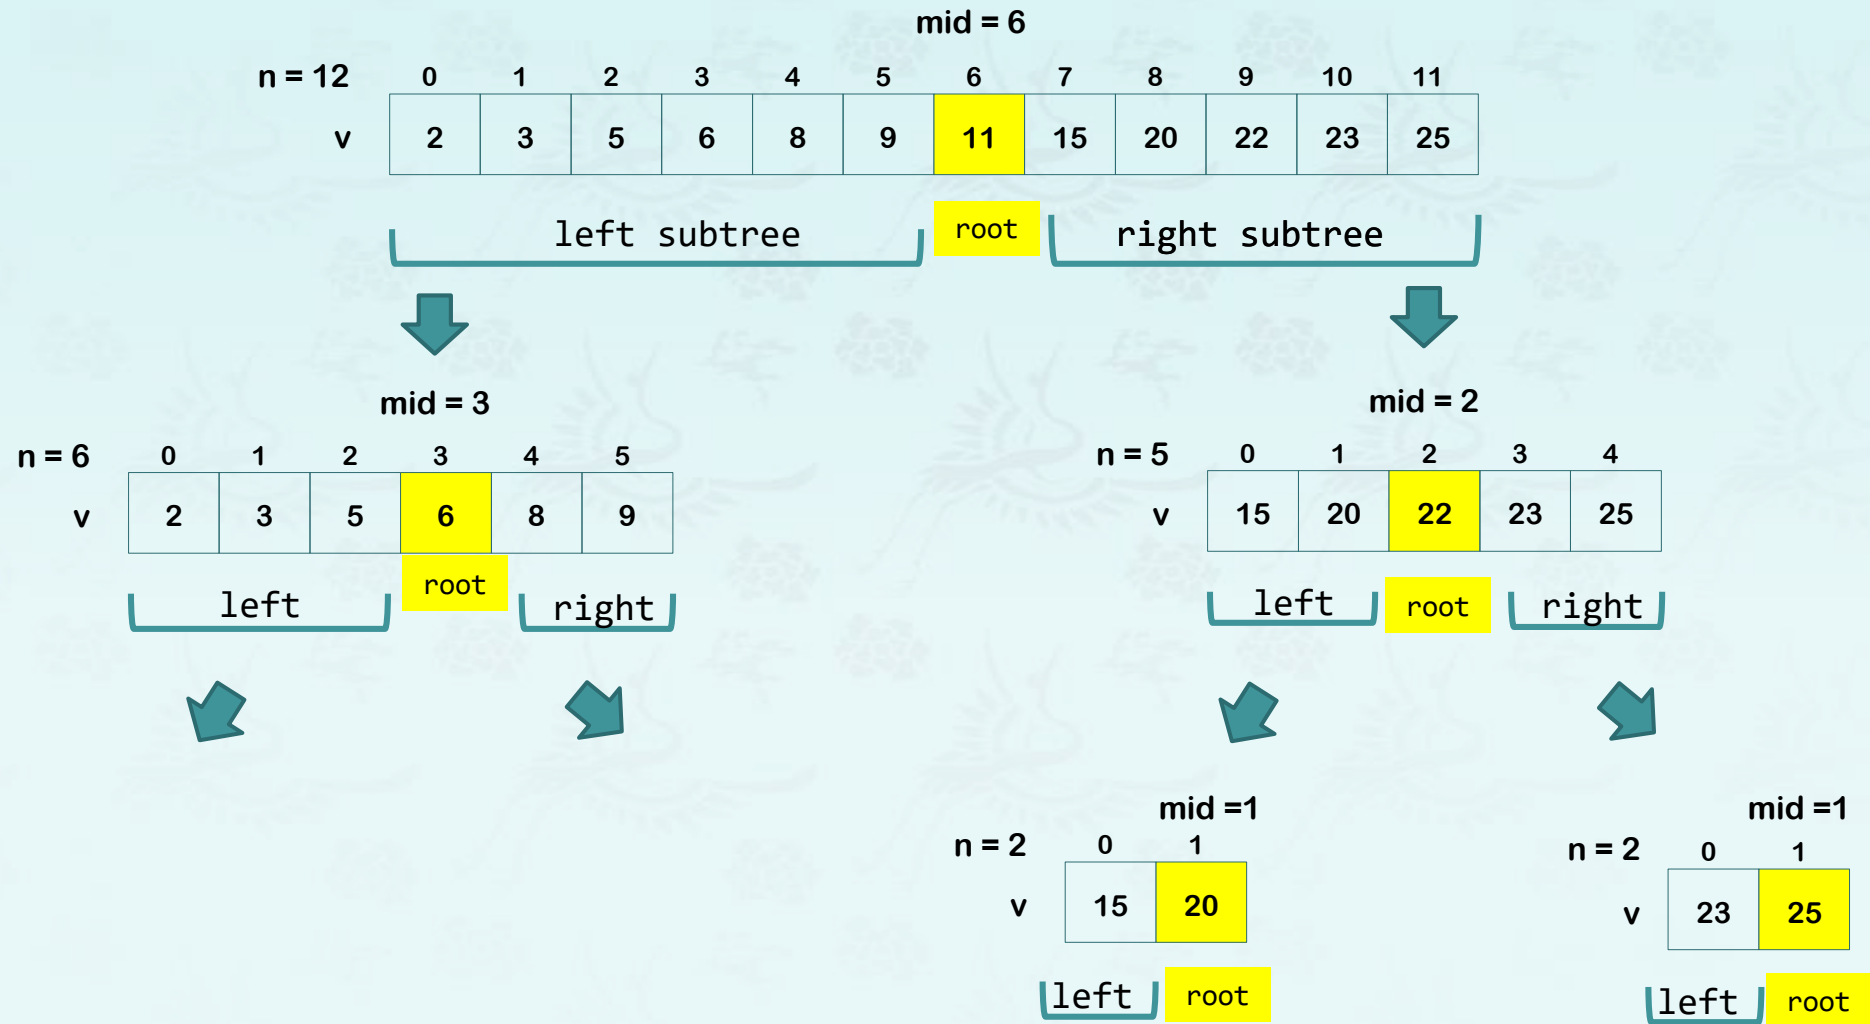 mid = 6
n = 12 0 1 2 3 4 5 6 7 8 9 10 11
v 2 3 5 6 8 9 11 15 20 22 23 25
left subtree root right subtree
mid = 3
n = 6 0 1 2 3 4 5
v 2 3 5 6 8 9
left root right
mid = 2
n = 5 0 1 2 3 4
v 15 20 22 23 25
left root right
mid =1
n = 2 0 1
v 15 20
left root
mid =1
n = 2 0 1
v 23 25
left root